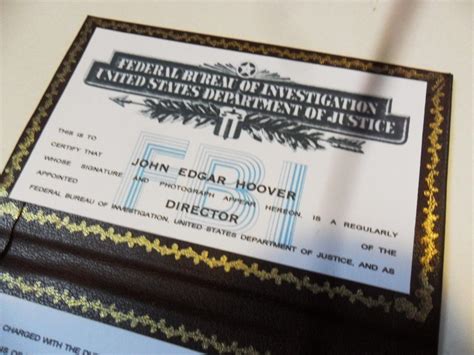 FEDERAL BUREAU OF INVESTIGATION
UNITED STATES DEPARTMENT OF JUSTICE
FBI
THIS IS TO
CERTIFY THAT JOHN EDGAR HOOVER
WHOSE SIGNATURE AND PHOTOGRAPH APPEAR HEREON, IS A REGULARLY
APPOINTED DIRECTOR OF THE
FEDERAL BUREAU OF INVESTIGATION, UNITED STATES DEPARTMENT OF JUSTICE, AND AS
CHARGED WITH THE